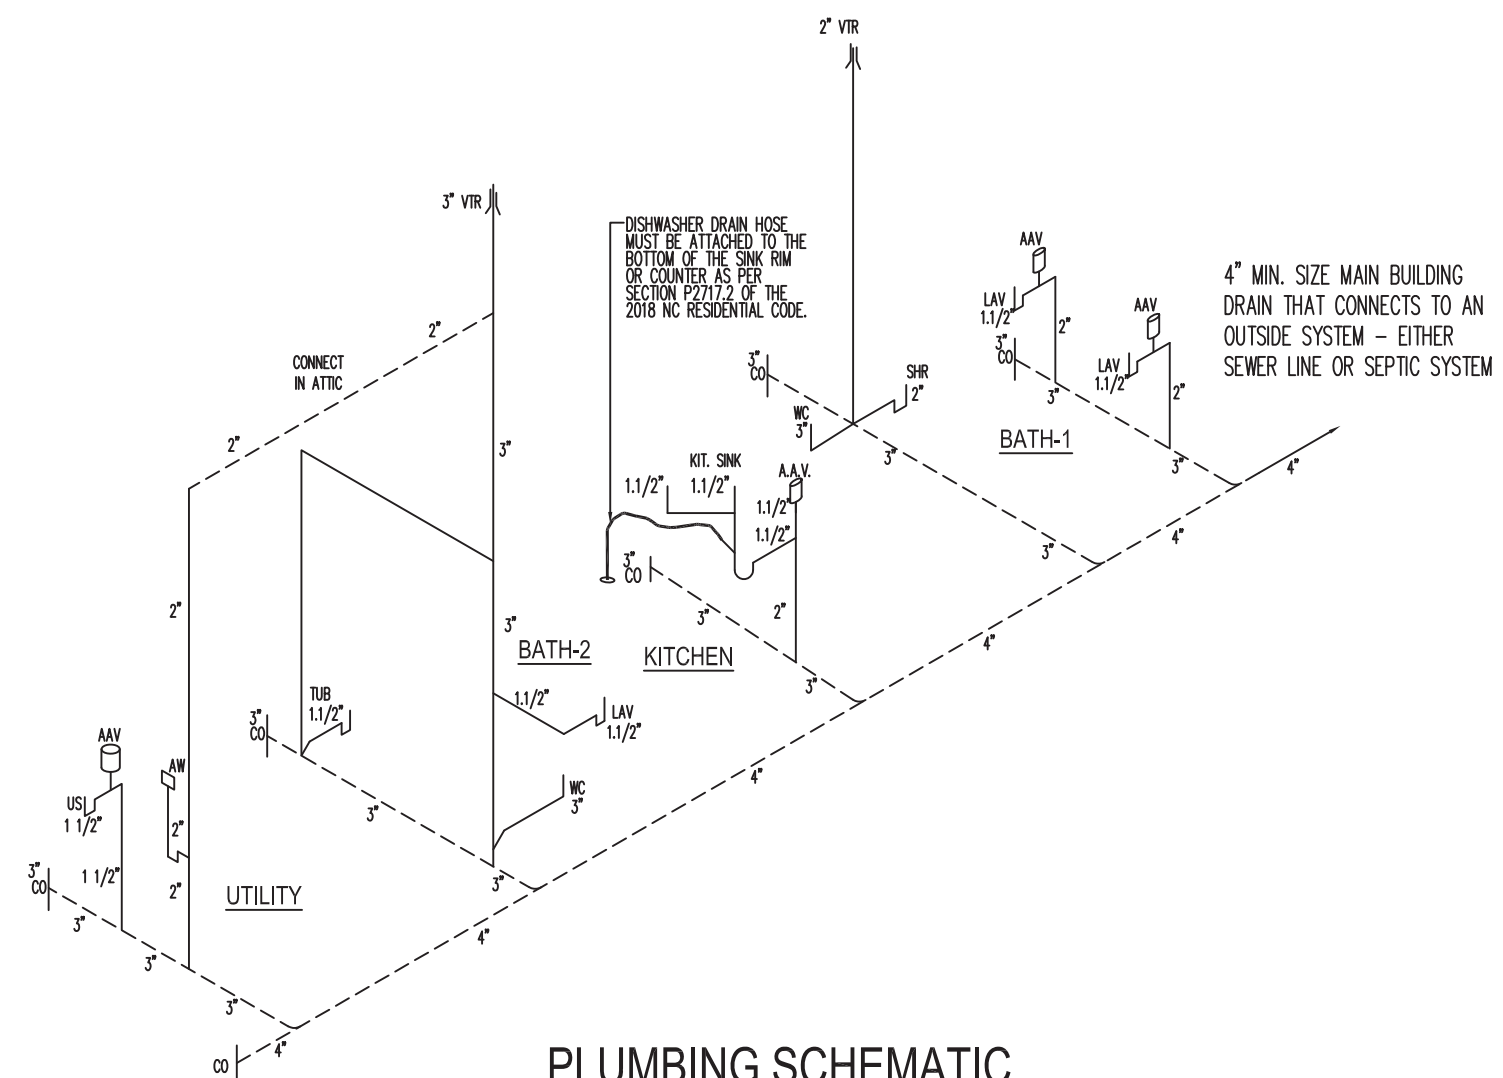 2" VTR
3" VTR
DISHWASHER DRAIN HOSE
MUST BE ATTACHED TO THE
BOTTOM OF THE SINK RIM
OR COUNTER AS PER
SECTION P2717.2 OF THE
2018 NC RESIDENTIAL CODE.
AAV
LAV
1.1/2"
2"
3"
CO
3"
AAV
LAV
1.1/2"
2"
3"
4" MIN. SIZE MAIN BUILDING
DRAIN THAT CONNECTS TO AN
OUTSIDE SYSTEM – EITHER
SEWER LINE OR SEPTIC SYSTEM
BATH-1
4"
4"
2"
CONNECT
IN ATTIC
2"
3"
3"
CO
SHR
2"
WC
3"
3"
3"
KIT. SINK
1.1/2"
1.1/2"
A.A.V.
1.1/2"
1.1/2"
3"
CO
3"
2"
3"
KITCHEN
4"
2"
3"
BATH-2
1.1/2"
LAV
1.1/2"
TUB
1.1/2"
3"
CO
3"
WC
3"
3"
4"
AAV
AW
US
1 1/2"
2"
1 1/2"
2"
3"
CO
3"
3"
3"
UTILITY
4"
CO
4"
PLUMBING SCHEMATIC